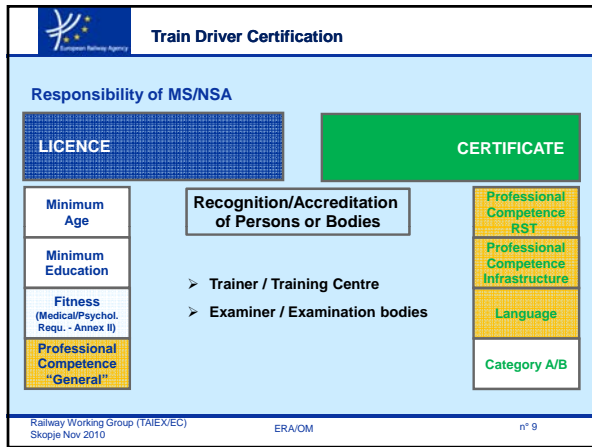 European Railway Agency
Train Driver Certification
Responsibility of MS/NSA
LICENCE
CERTIFICATE
Minimum
Age
Minimum
Education
Fitness
(Medical/Psychol.
Requ. - Annex II)
Professional
Competence
“General”
Recognition/Accreditation
of Persons or Bodies
➢ Trainer / Training Centre
➢ Examiner / Examination bodies
Professional
Competence
RST
Professional
Competence
Infrastructure
Language
Category A/B
Railway Working Group (TAIEX/EC)
Skopje Nov 2010
ERA/OM
n° 9